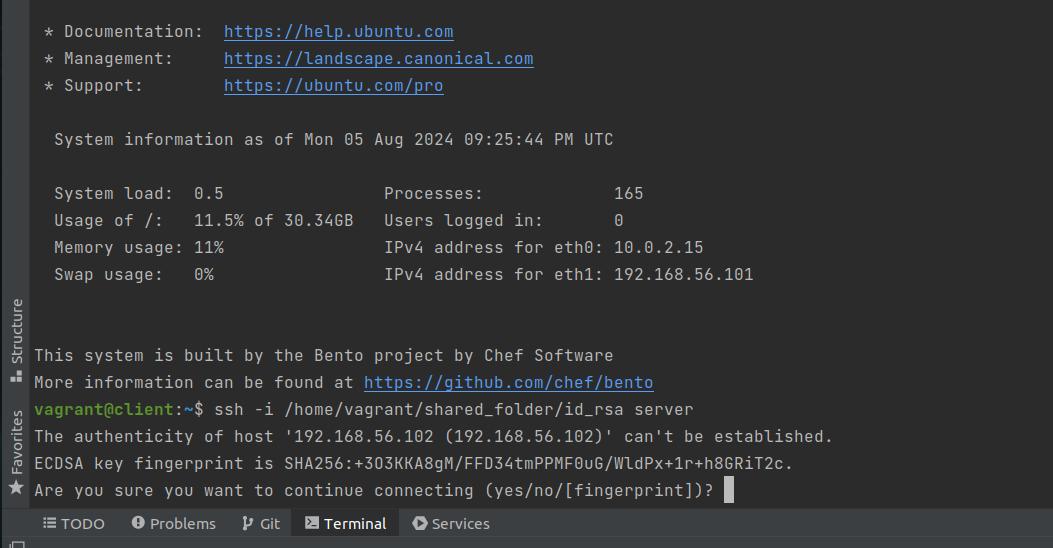 * Documentation:  https://help.ubuntu.com
* Management:     https://landscape.canonical.com
* Support:        https://ubuntu.com/pro
System information as of Mon 05 Aug 2024 09:25:44 PM UTC
System load:  0.5                Processes:             165
Usage of /:   11.5% of 30.34GB   Users logged in:       0
Memory usage: 11%                IPv4 address for eth0: 10.0.2.15
Swap usage:   0%                 IPv4 address for eth1: 192.168.56.101
This system is built by the Bento project by Chef Software
More information can be found at https://github.com/chef/bento
vagrant@client:~$ ssh -i /home/vagrant/shared_folder/id_rsa server
The authenticity of host '192.168.56.102 (192.168.56.102)' can't be established.
ECDSA key fingerprint is SHA256:+3O3KKA8gM/FFD34tmPPMF0uG/WldPx+1r+h8GRiT2c.
Are you sure you want to continue connecting (yes/no/[fingerprint])?
Structure
Favorites
TODO Problems Git Terminal Services